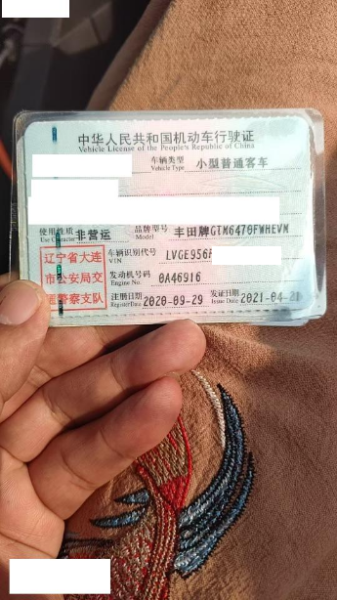 中华人民共和国机动车行驶证
Vehicle License of the People's Republic of China
车辆类型 小型普通客车
Vehicle Type
使用性质 非营运 品牌型号 丰田牌GTM6470FWHEVM
Use Character Model
辽宁省大连 车辆识别代号 LVGE956
VIN
市公安局交 发动机号码 0A46916
Engine No.
警察支队 注册日期 2020-09-29 发证日期 2021-04-21
Register Date Issue Date